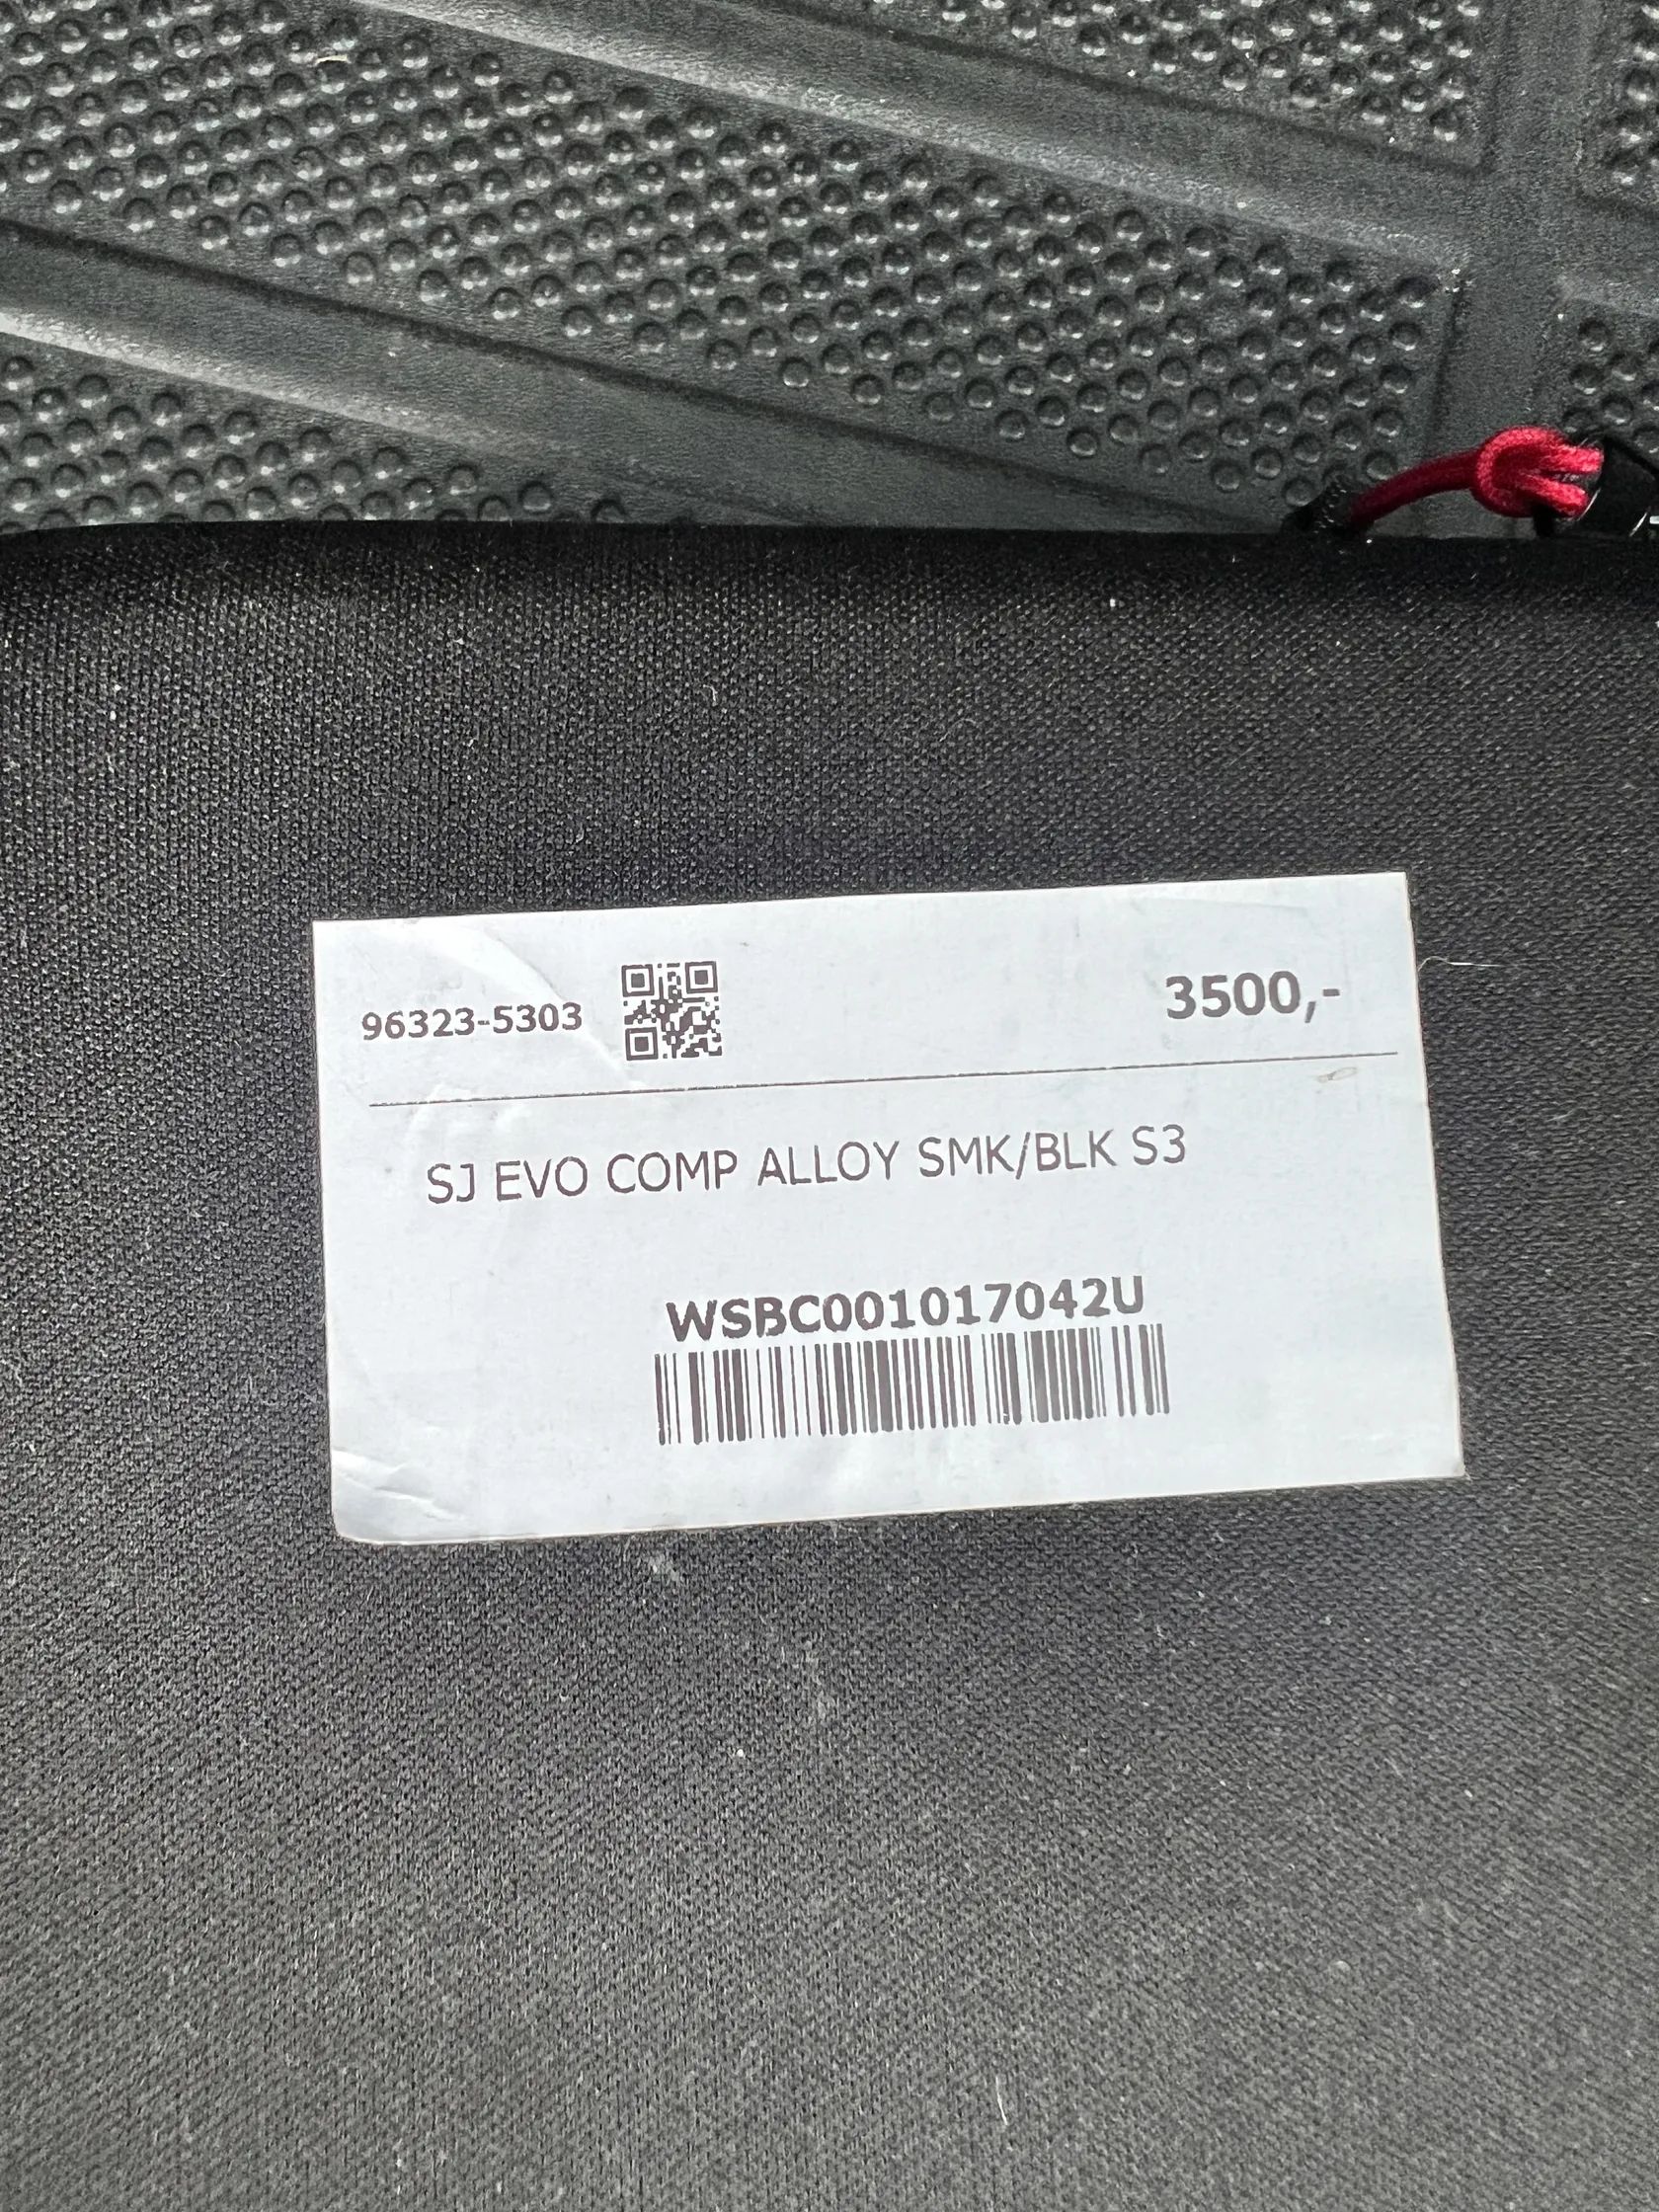 96323-5303 3500,-
SJ EVO COMP ALLOY SMK/BLK S3
WSBC001017042U